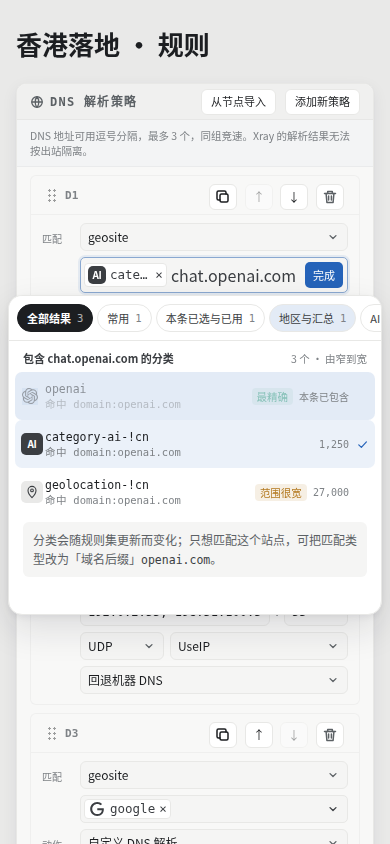 香港落地 · 规则
DNS 解析策略
从节点导入
添加新策略
DNS 地址可用逗号分隔，最多 3 个，同组竞速。Xray 的解析结果无法
按出站隔离。
D1
匹配
geosite
AI cate… × chat.openai.com 完成
全部结果 3
常用 1
本条已选与已用 1
地区与汇总 1
AI
包含 chat.openai.com 的分类
3 个 · 由窄到宽
openai
命中 domain:openai.com
最精确 本条已包含
AI category-ai-!cn
命中 domain:openai.com
1,250
geolocation-!cn
命中 domain:openai.com
范围很宽 27,000
分类会随规则集更新而变化；只想匹配这个站点，可把匹配类
型改为「域名后缀」openai.com。
UDP
UseIP
回退机器 DNS
D3
匹配
geosite
google ×
动作
自定义 DNS 解析